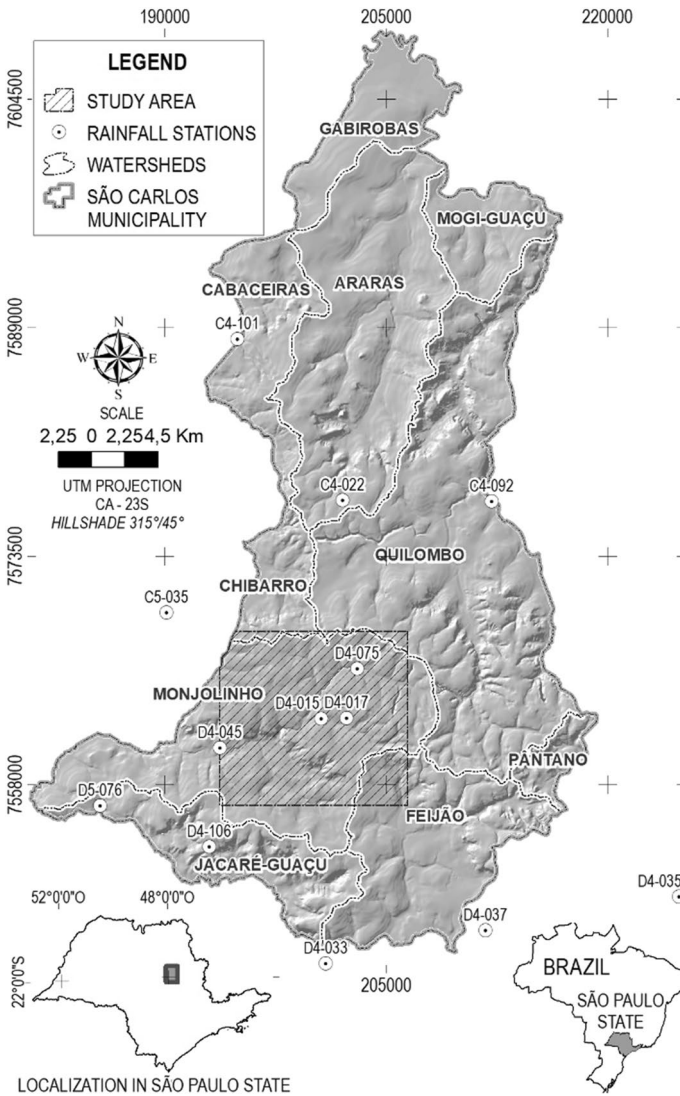 190000
205000
220000
7604500
LEGEND
STUDY AREA
RAINFALL STATIONS
WATERSHEDS
SÃO CARLOS
MUNICIPALITY
GABIROBAS
MOGI-GUAÇU
CABACEIRAS
ARARAS
7589000
C4-101
N
W
E
S
SCALE
2,25 0 2,254,5 Km
UTM PROJECTION
CA - 23S
HILLSHADE 315°/45°
C4-022
C4-092
7573500
QUILOMBO
CHIBARRO
C5-035
D4-075
MONJOLINHO
D4-015
D4-017
D4-045
PÂNTANO
7558000
D5-076
FEIJÃO
D4-106
JACARÉ-GUAÇU
D4-035
52°0'0"O
48°0'0"O
D4-037
D4-033
22°0'0"S
205000
BRAZIL
SÃO PAULO
STATE
LOCALIZATION IN SÃO PAULO STATE